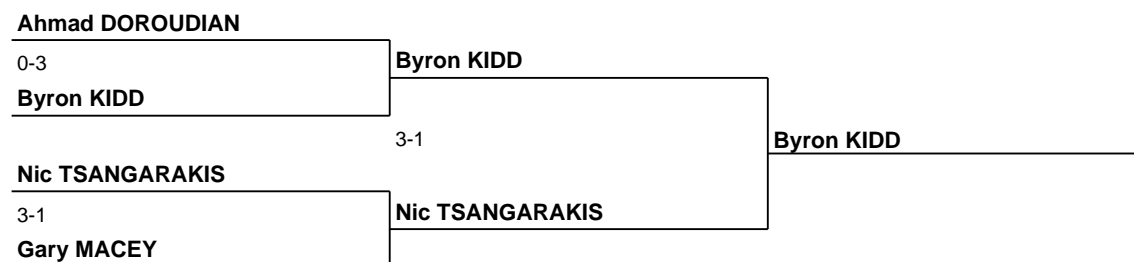 Ahmad DOROUDIAN
0-3
Byron KIDD
Byron KIDD
3-1
Byron KIDD
Nic TSANGARAKIS
3-1
Nic TSANGARAKIS
Gary MACEY